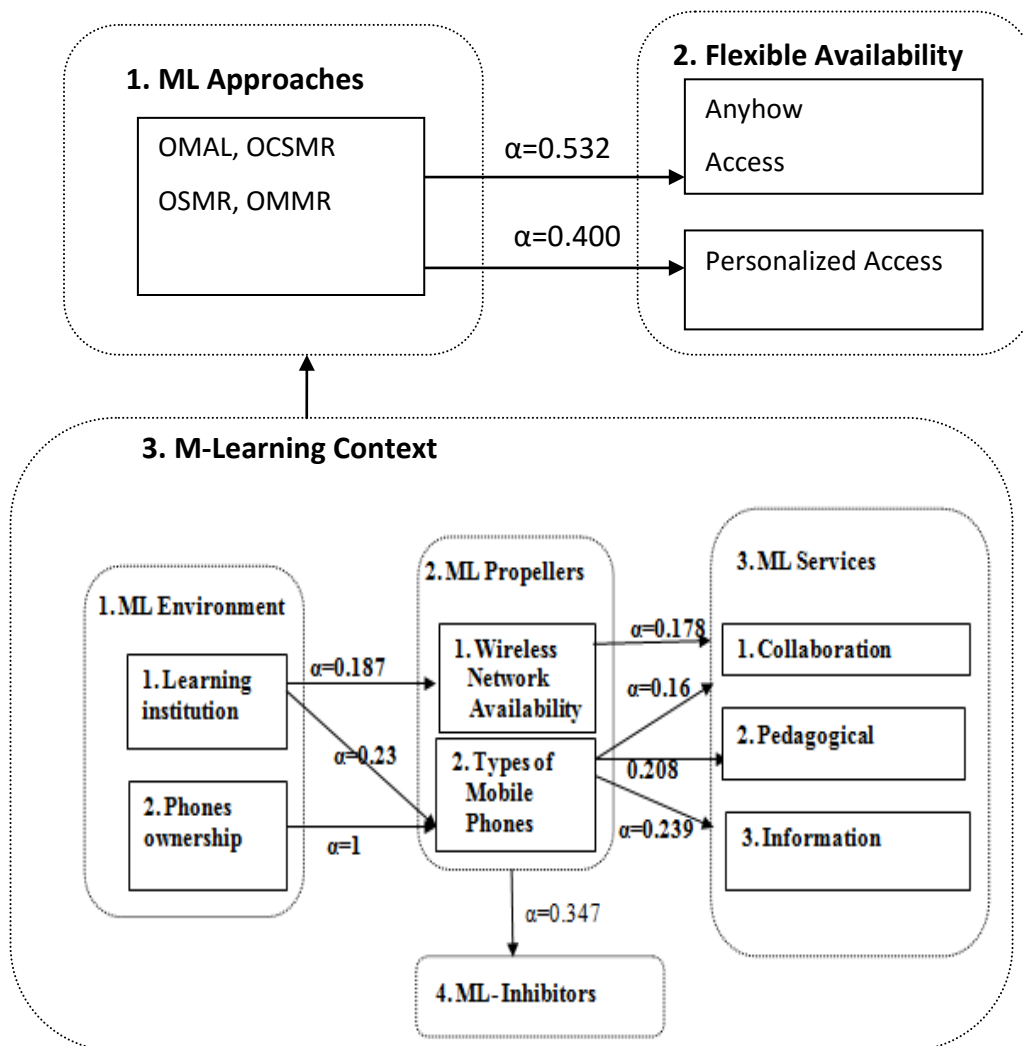 1. ML Approaches
OMAL, OCSMR
OSMR, OMMR
α=0.532
α=0.400
2. Flexible Availability
Anyhow
Access
Personalized Access
3. M-Learning Context
1. ML Environment
1. Learning
institution
2. Phones
ownership
α=0.187
α=0.23
α=1
2. ML Propellers
1. Wireless
Network
Availability
2. Types of
Mobile
Phones
α=0.178
α=0.16
0.208
α=0.239
3. ML Services
1. Collaboration
2. Pedagogical
3. Information
α=0.347
4. ML- Inhibitors